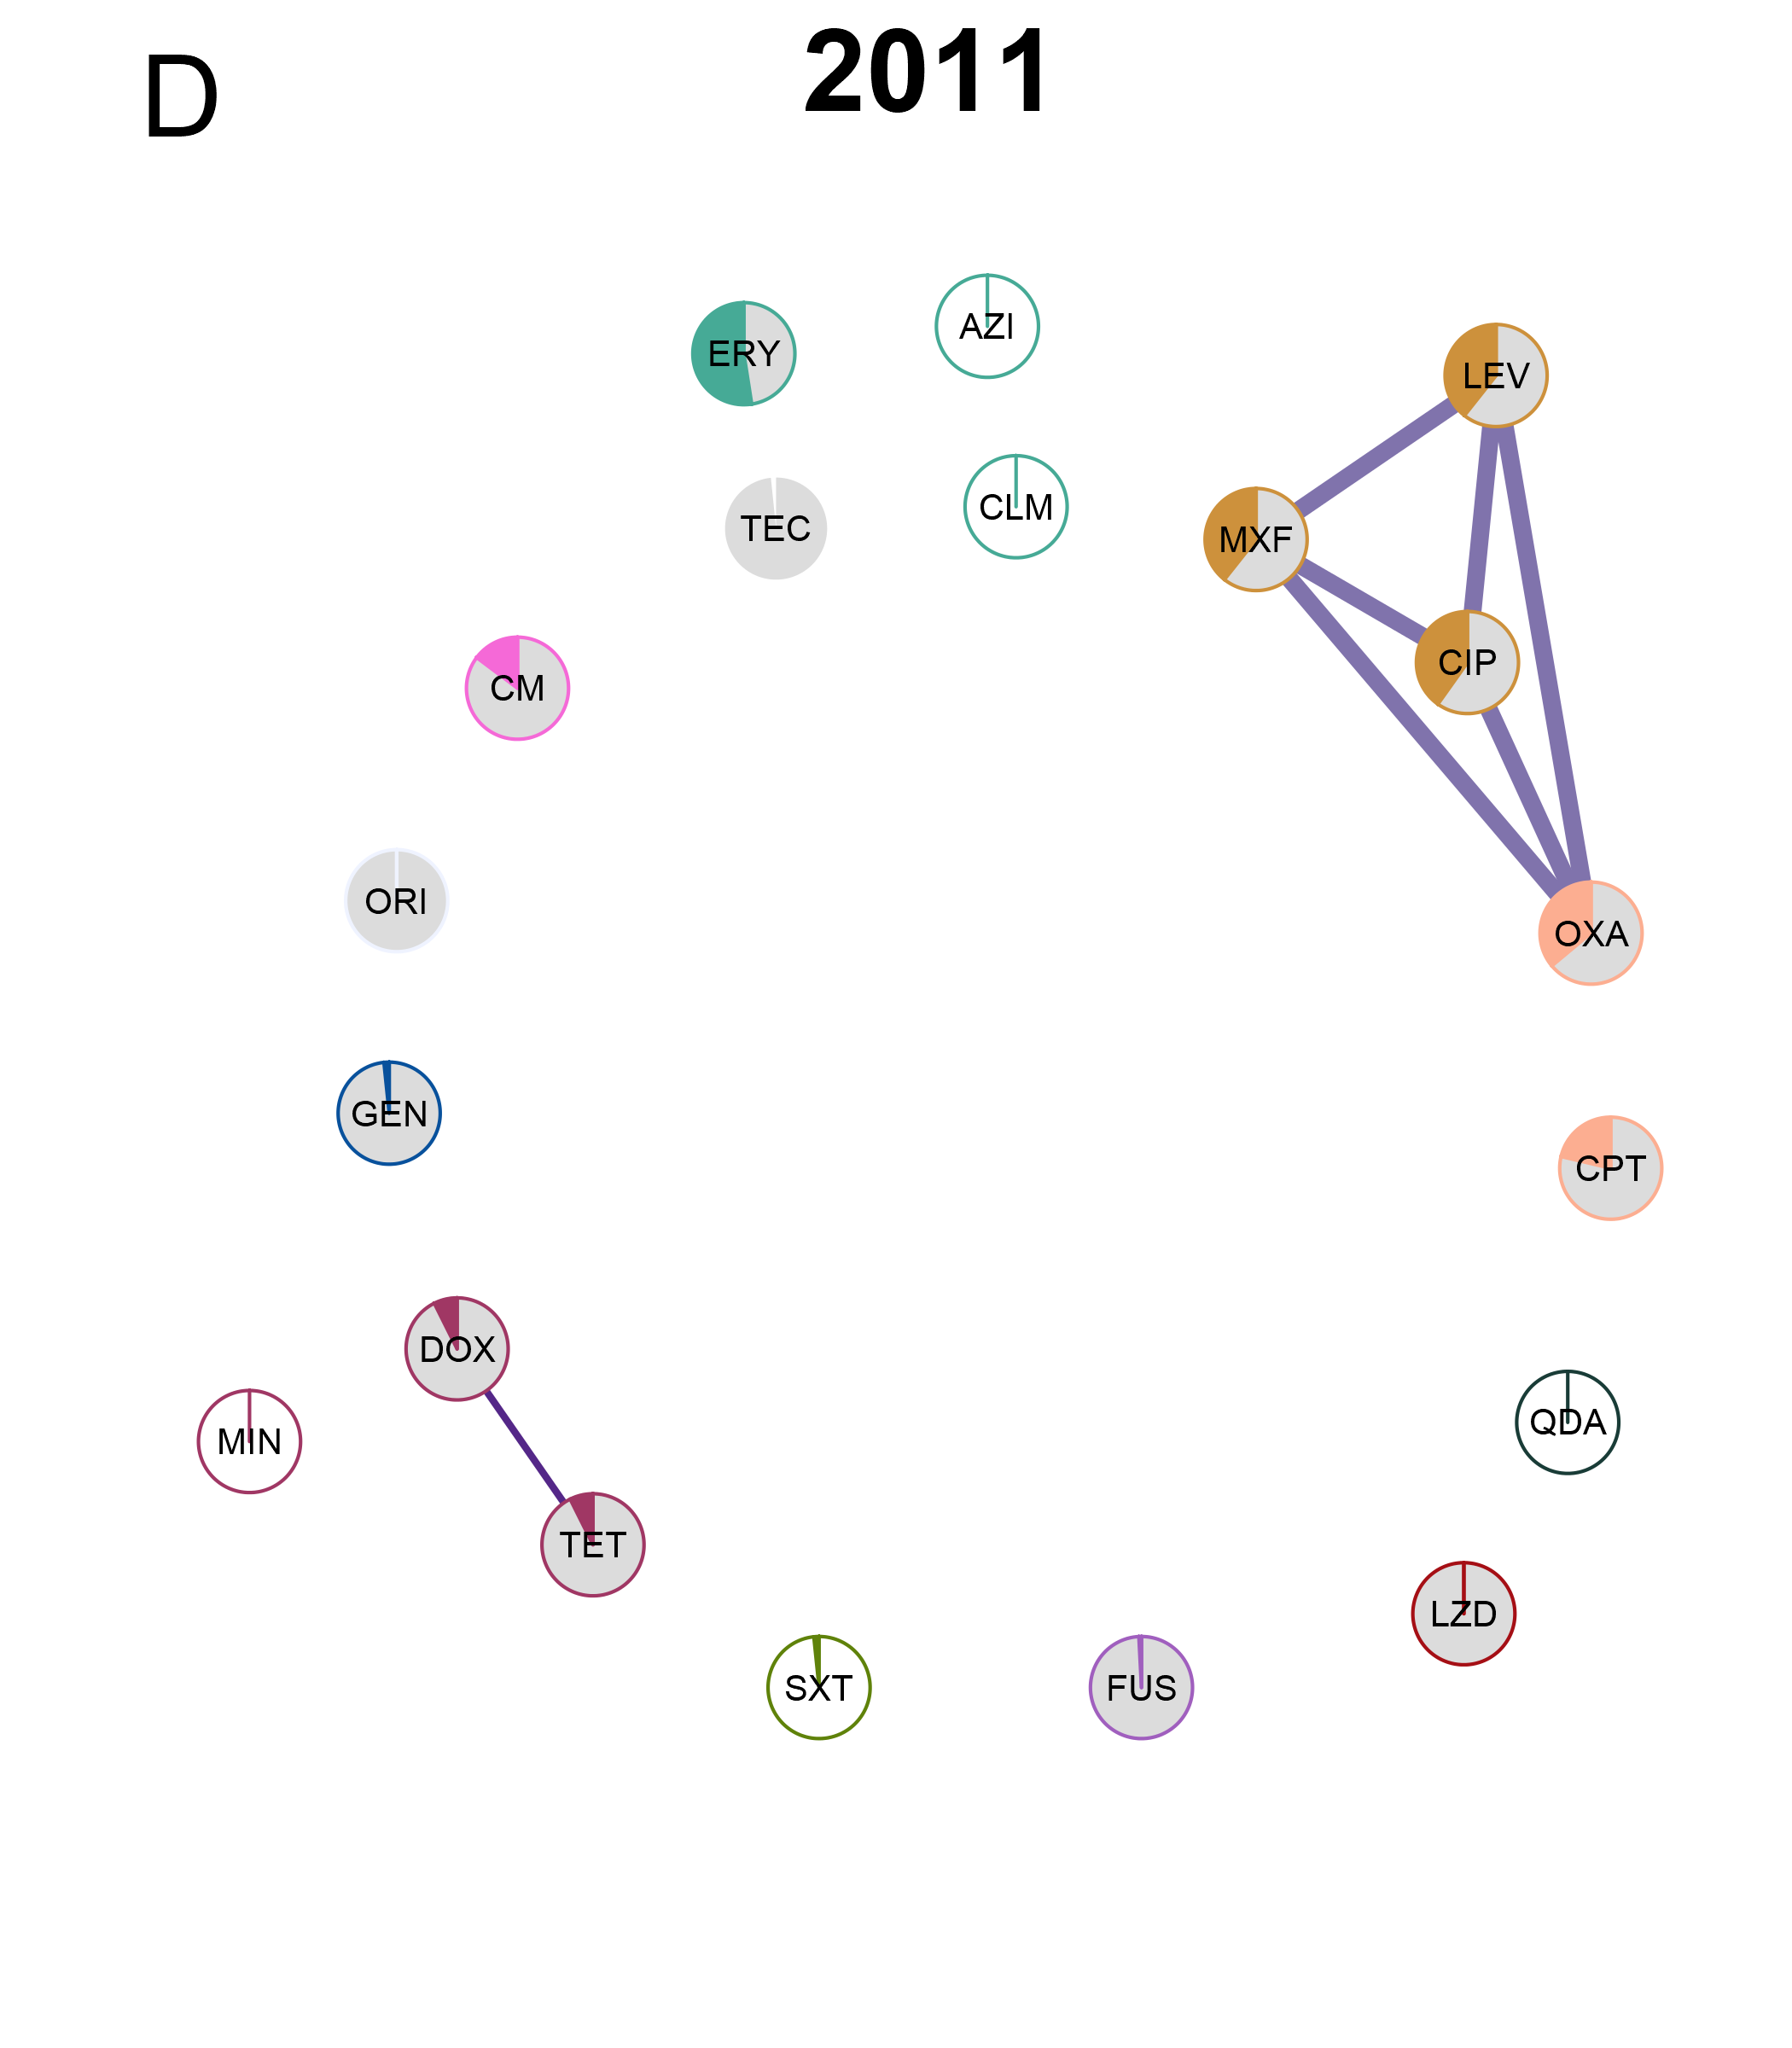 D
2011
AZI
ERY
LEV
CLM
TEC
MXF
CIP
CM
ORI
OXA
GEN
CPT
DOX
QDA
MIN
TET
LZD
SXT
FUS